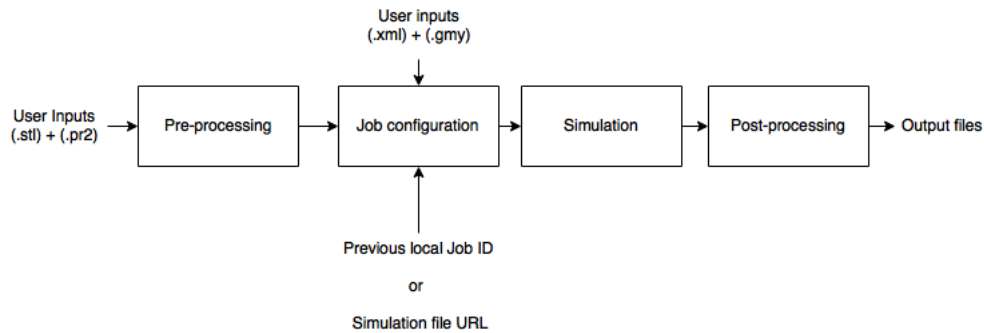 User inputs
(.xml) + (.gmy)
User Inputs
(.stl) + (.pr2)
Pre-processing
Job configuration
Simulation
Post-processing
Output files
Previous local Job ID
or
Simulation file URL